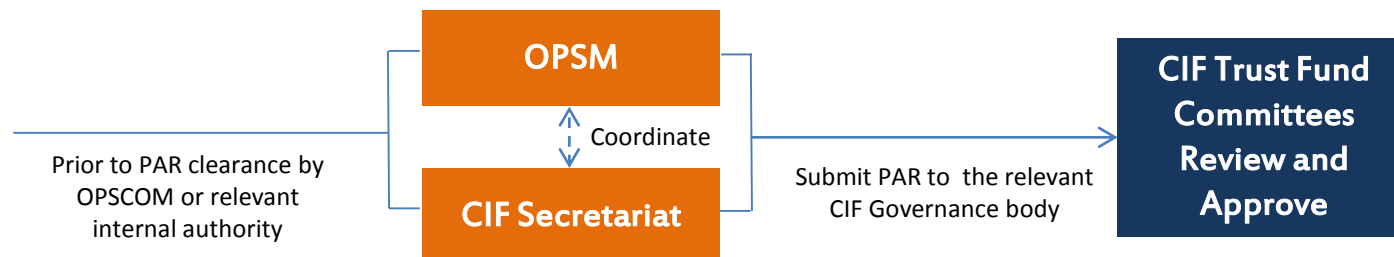 Prior to PAR clearance by
OPSCOM or relevant
internal authority
OPSM
Coordinate
CIF Secretariat
Submit PAR to the relevant
CIF Governance body
CIF Trust Fund
Committees
Review and
Approve